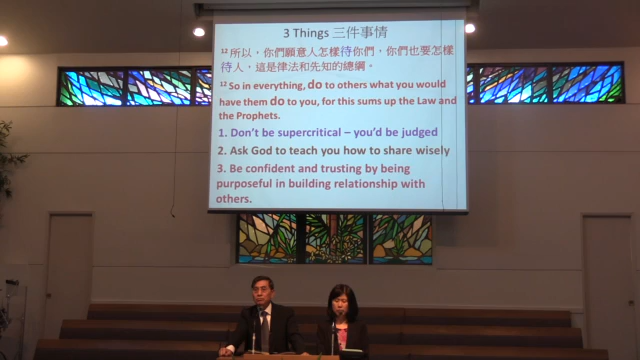 3 Things 三件事情
12 所以，你們願意人怎樣待你們，你們也要怎樣
待人，這是律法和先知的總綱。
12 So in everything, do to others what you would
have them do to you, for this sums up the Law and
the Prophets.
1. Don't be supercritical – you'd be judged
2. Ask God to teach you how to share wisely
3. Be confident and trusting by being
purposeful in building relationship with
others.